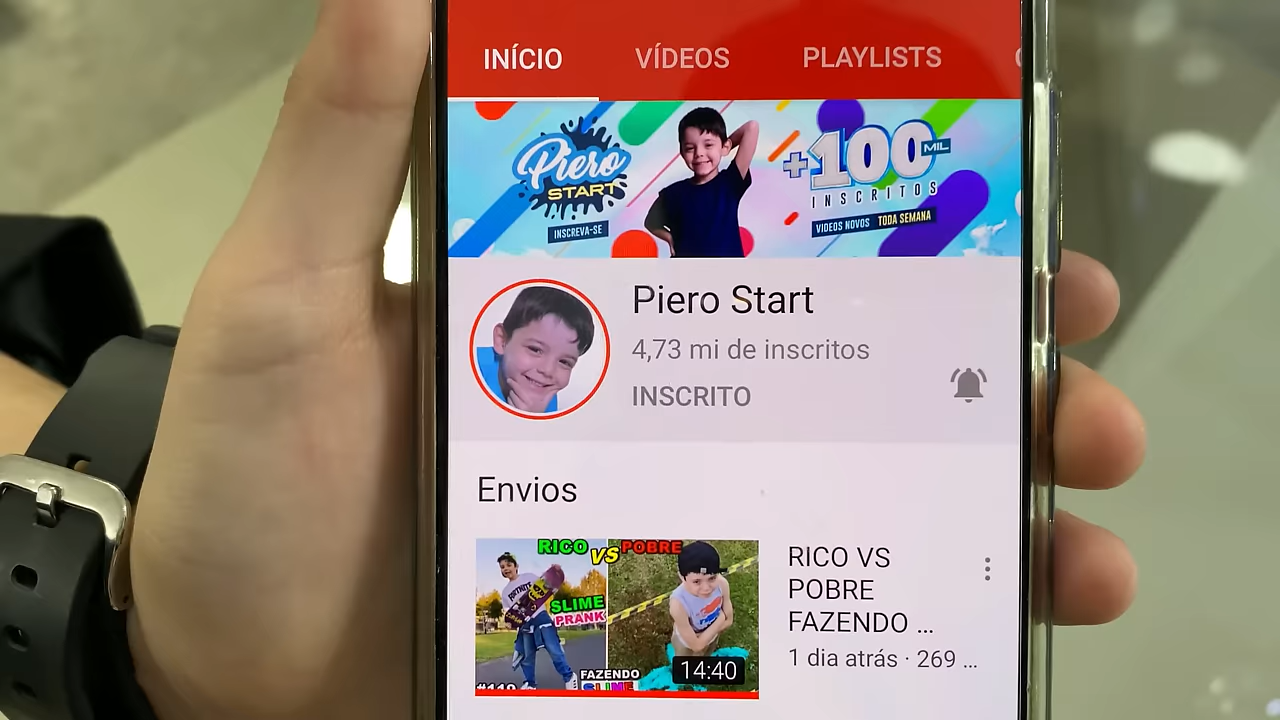 INÍCIO VÍDEOS PLAYLISTS
Piero
START
INSCREVA-SE
+100 MIL
INSCRITOS
VIDEOS NOVOS TODA SEMANA
Piero Start
4,73 mi de inscritos
INSCRITO
Envios
RICO VS POBRE
SLIME
PRANK
FAZENDO
SLIME
#119
14:40
RICO VS
POBRE
FAZENDO ...
1 dia atrás · 269 ...